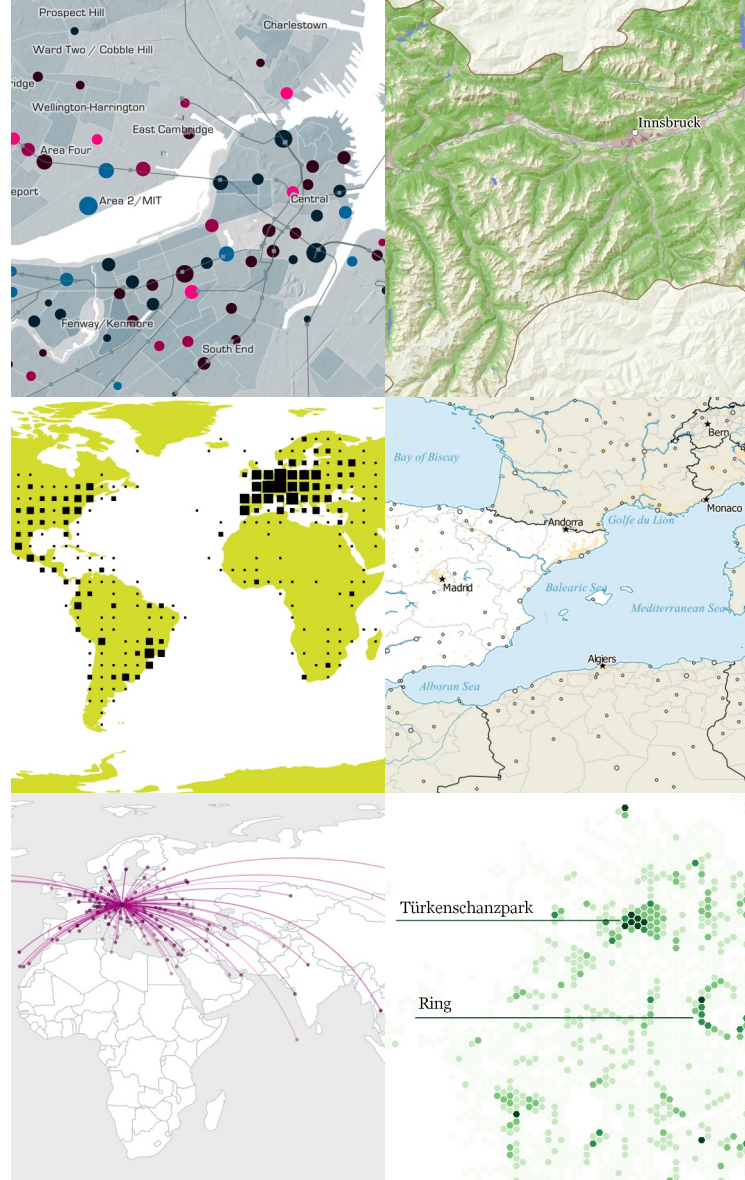 Prospect Hill
Charlestown
Ward Two / Cobble Hill
ridge
Wellington-Harrington
East Cambridge
Area Four
eport
Area 2/MIT
Central
Fenway/Kenmore
South End
Innsbruck
Bay of Biscay
Bern
Monaco
Golfe du Lion
Andorra
Madrid
Balearic Sea
Mediterranean Sea
Algiers
Alboran Sea
Türkenschanzpark
Ring